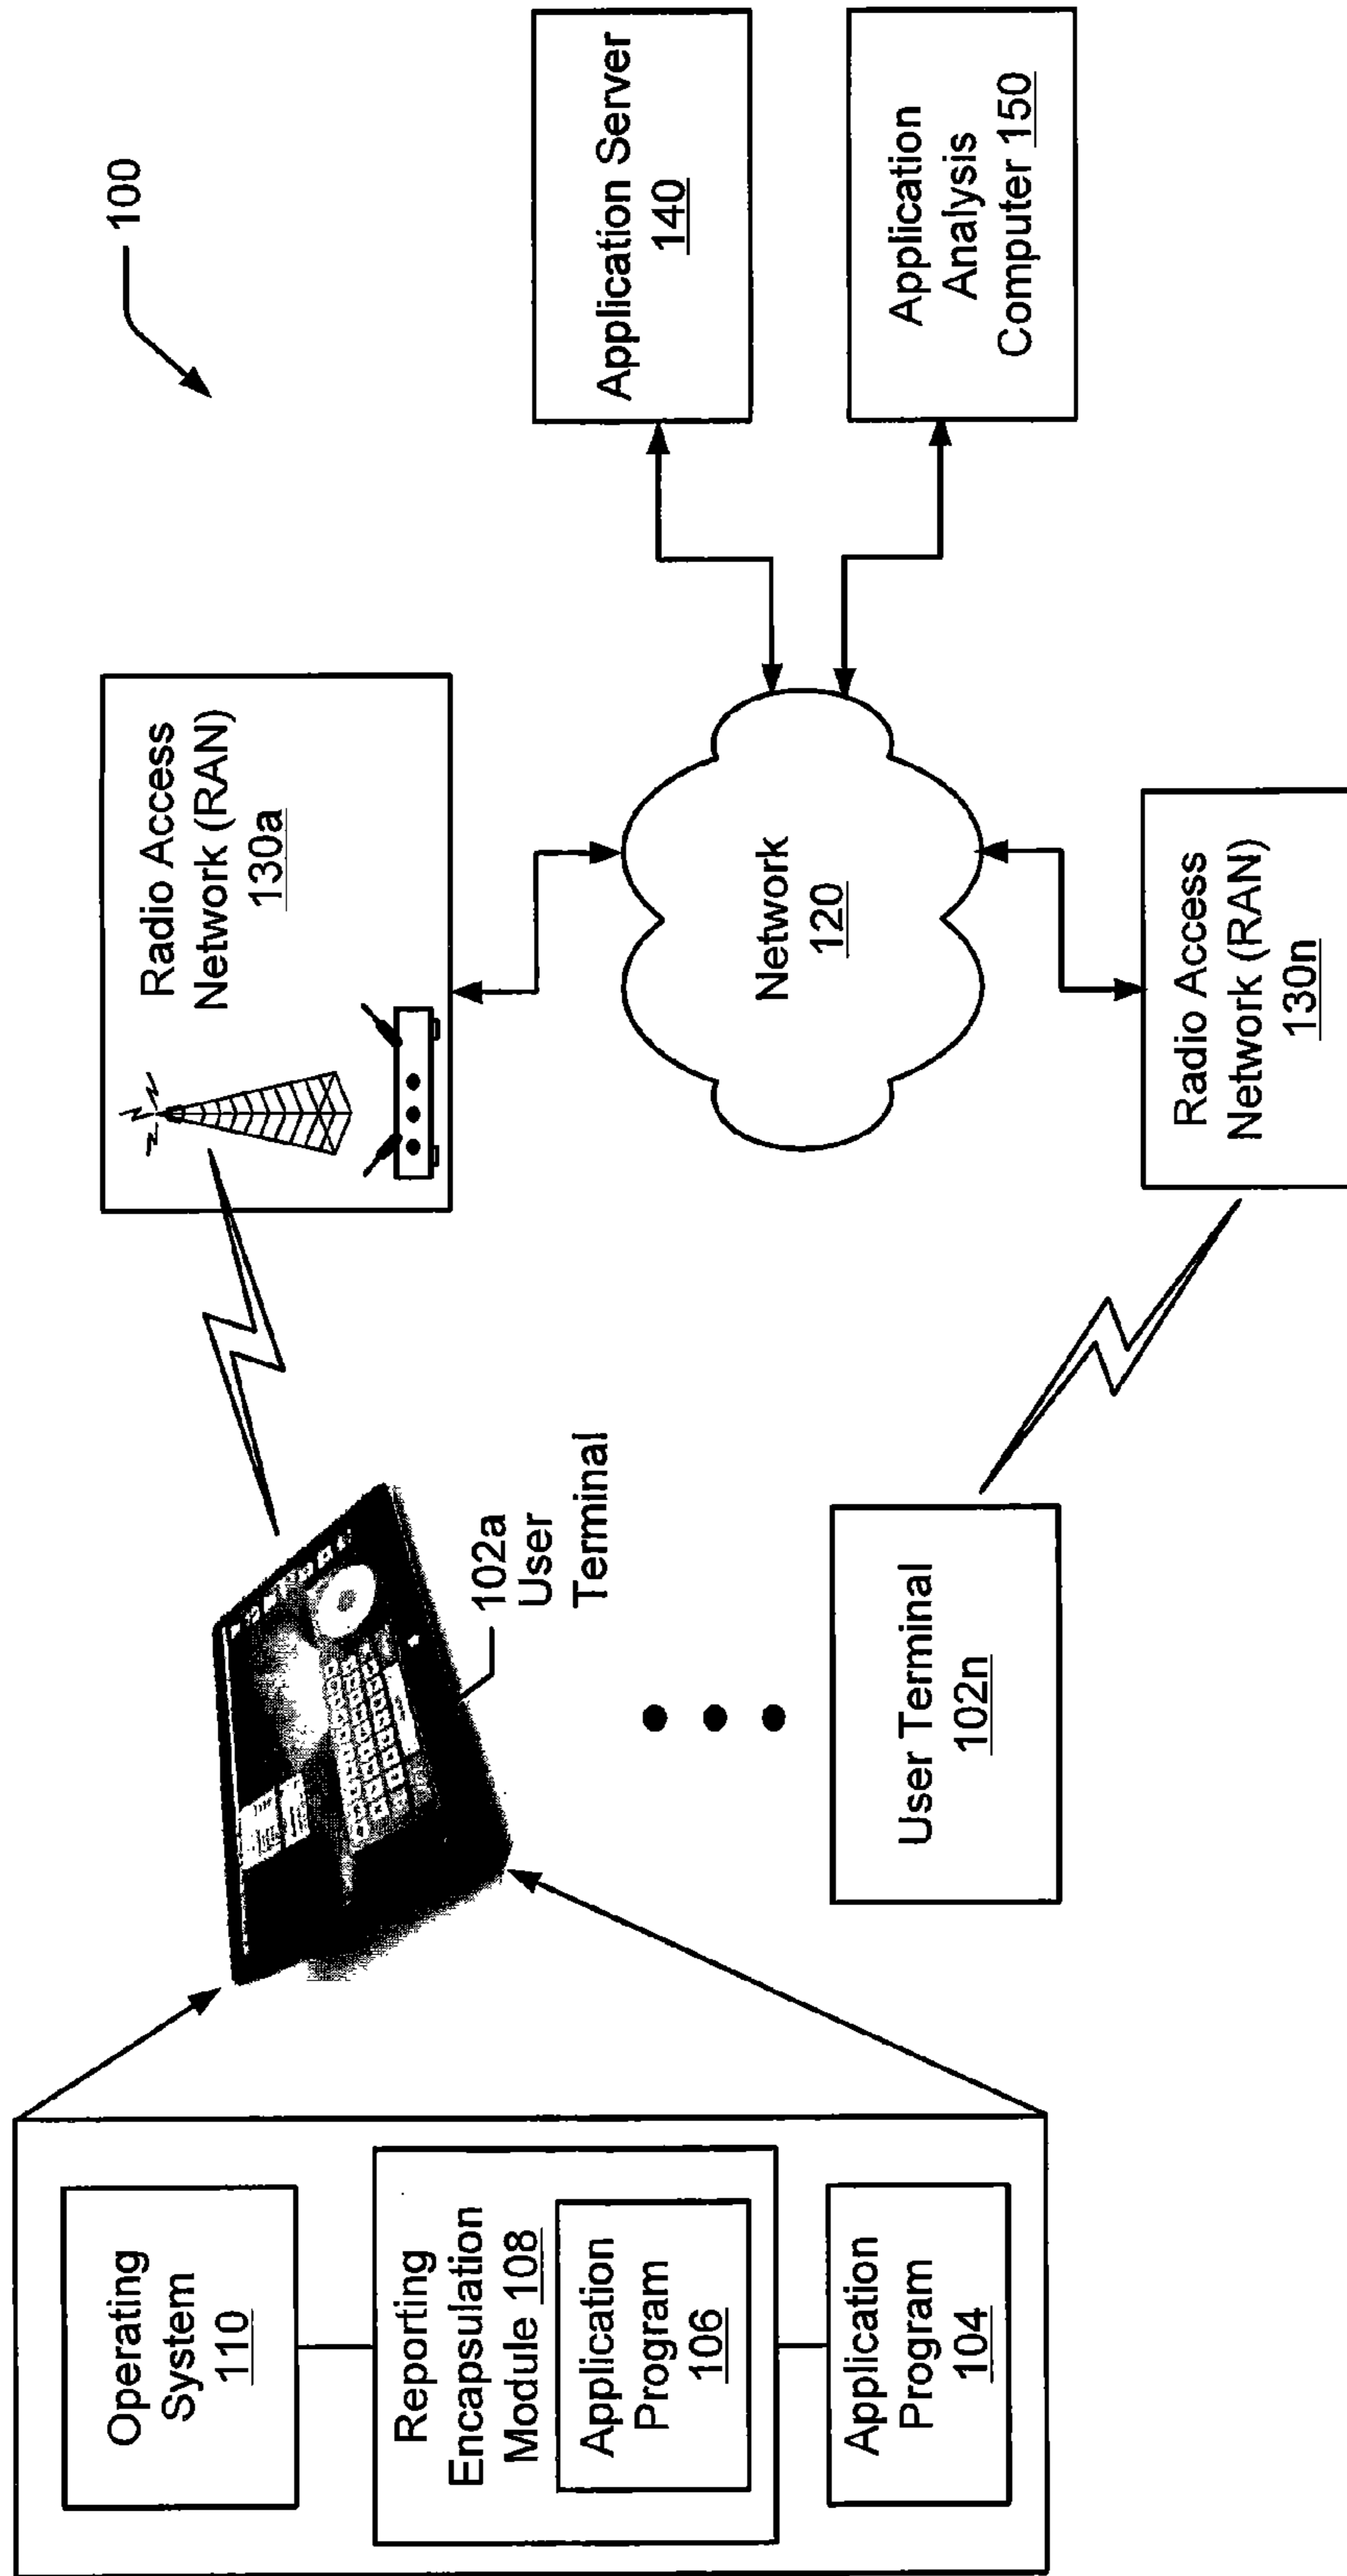 100
Operating
System
110
Reporting
Encapsulation
Module 108
Application
Program
106
Application
Program
104
102a
User
Terminal
User Terminal
102n
Radio Access
Network (RAN)
130a
Network
120
Radio Access
Network (RAN)
130n
Application Server
140
Application
Analysis
Computer 150